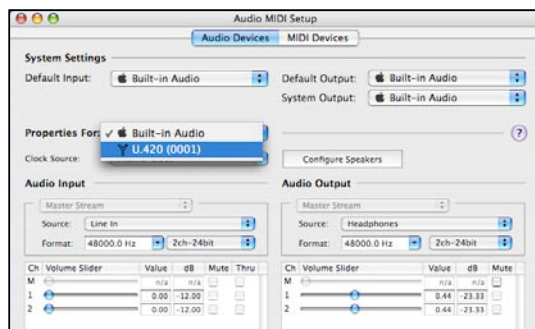 Audio MIDI Setup
Audio Devices MIDI Devices
System Settings
Default Input: Built-in Audio
Default Output: Built-in Audio
System Output: Built-in Audio
Properties For: ✓ Built-in Audio
U.420 (0001)
?
Clock Source:
Configure Speakers
Audio Input
Master Stream
Source: Line In
Format: 48000.0 Hz 2ch-24bit
Ch Volume Slider Value dB Mute Thru
M n/a n/a
1 0.00 -12.00
2 0.00 -12.00
Audio Output
Master Stream
Source: Headphones
Format: 48000.0 Hz 2ch-24bit
Ch Volume Slider Value dB Mute
M n/a n/a
1 0.44 -23.33
2 0.44 -23.33